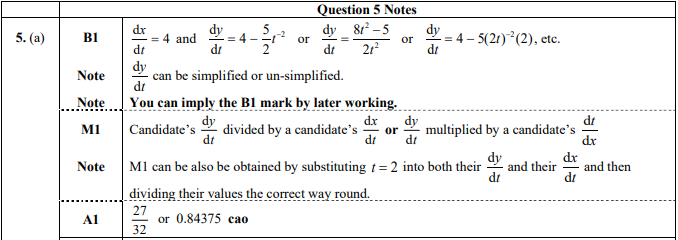 Question 5 Notes
5. (a) B1 dx/dt = 4 and dy/dt = 4 − 5/2 t⁻² or dy/dt = (8t² − 5)/(2t²) or dy/dt = 4 − 5(2t)⁻²(2), etc.
Note dy/dt can be simplified or un-simplified.
Note You can imply the B1 mark by later working.
M1 Candidate's dy/dt divided by a candidate's dx/dt or dy/dt multiplied by a candidate's dt/dx
Note M1 can be also be obtained by substituting t = 2 into both their dy/dt and their dx/dt and then
dividing their values the correct way round.
A1 27/32 or 0.84375 cao